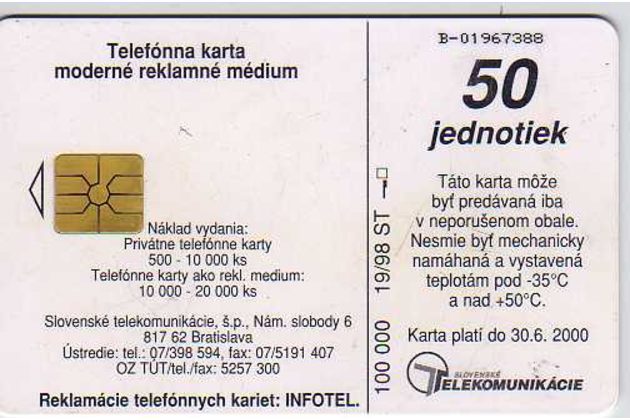 Telefónna karta
moderné reklamné médium
Náklad vydania:
Privátne telefónne karty
500 - 10 000 ks
Telefónne karty ako rekl. medium:
10 000 - 20 000 ks
Slovenské telekomunikácie, š.p., Nám. slobody 6
817 62 Bratislava
Ústredie: tel.: 07/398 594, fax: 07/5191 407
OZ TÚT/tel./fax: 5257 300
Reklamácie telefónnych kariet: INFOTEL.
100 000 19/98 ST
B-01967388
50
jednotiek
Táto karta môže
byť predávaná iba
v neporušenom obale.
Nesmie byť mechanicky
namáhaná a vystavená
teplotám pod -35°C
a nad +50°C.
Karta platí do 30.6. 2000
SLOVENSKÉ
TELEKOMUNIKÁCIE